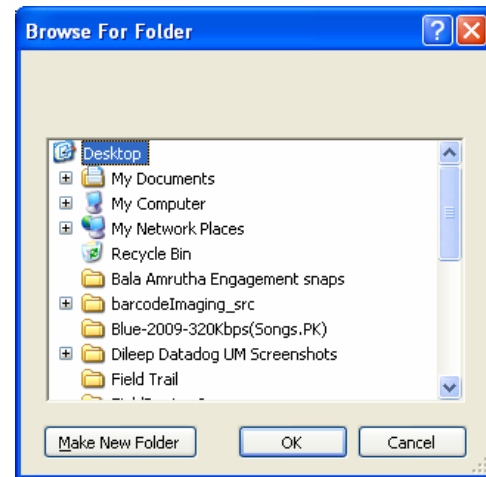 Browse For Folder
Desktop
My Documents
My Computer
My Network Places
Recycle Bin
Bala Amrutha Engagement snaps
barcodeImaging_src
Blue-2009-320Kbps(Songs.PK)
Dileep Datadog UM Screenshots
Field Trail
Make New Folder OK Cancel